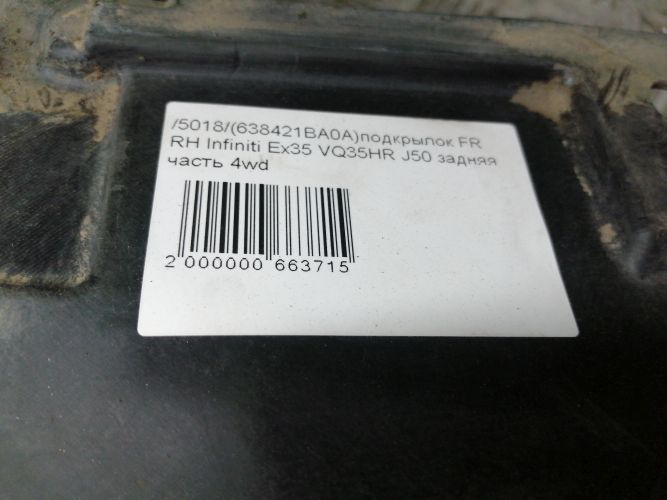 /5018/(638421BA0A)подкрылок FR
RH Infiniti Ex35 VQ35HR J50 задняя
часть 4wd
2 000000 663715